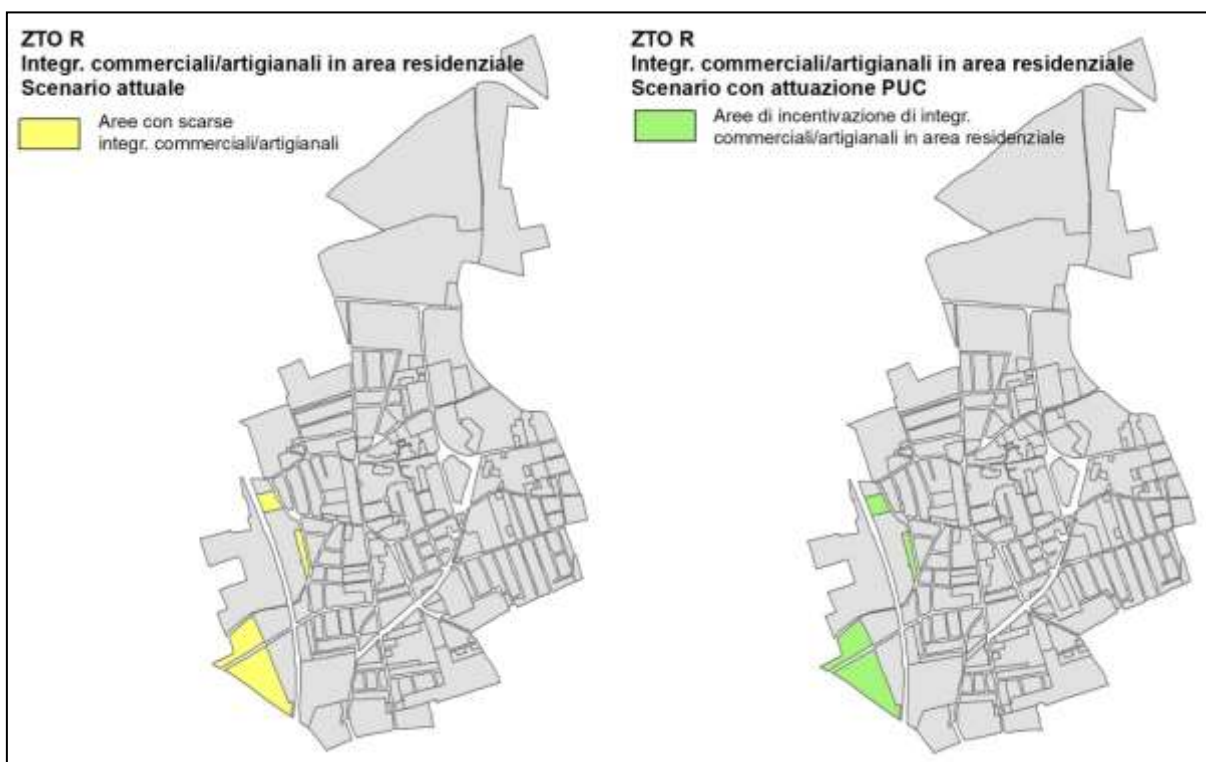 ZTO R
Integr. commerciali/artigianali in area residenziale
Scenario attuale
Aree con scarse
integr. commerciali/artigianali
ZTO R
Integr. commerciali/artigianali in area residenziale
Scenario con attuazione PUC
Aree di incentivazione di integr.
commerciali/artigianali in area residenziale